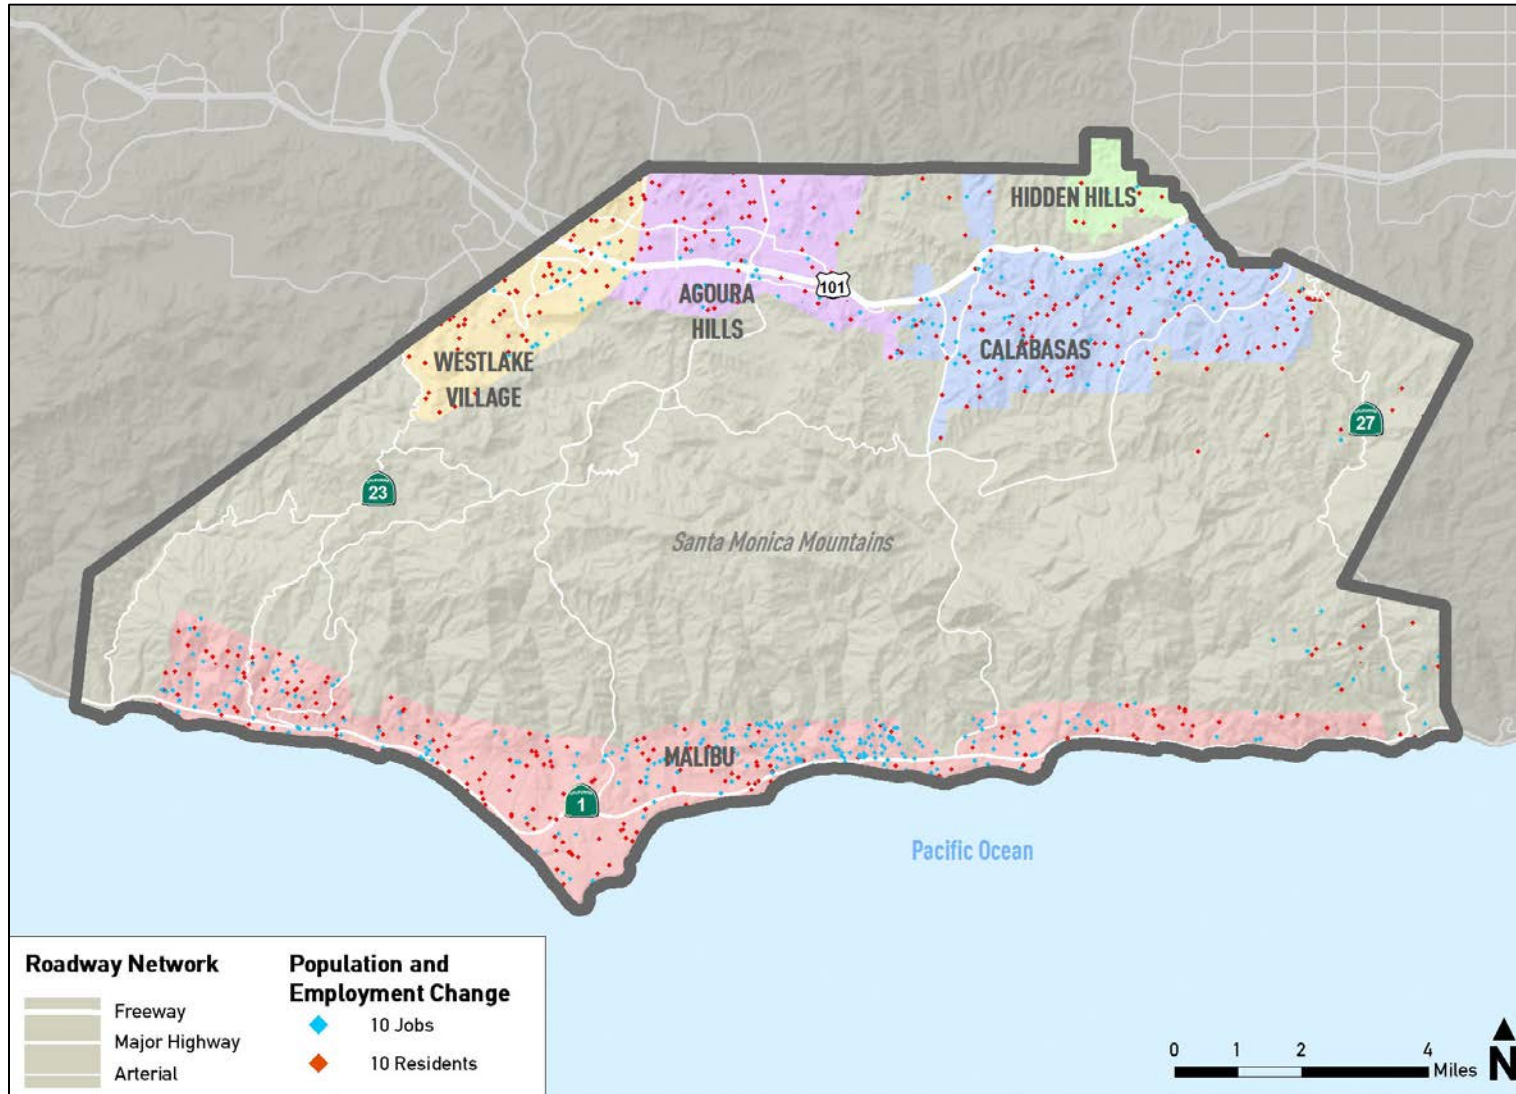 HIDDEN HILLS
101
AGOURA
HILLS
CALABASAS
WESTLAKE
VILLAGE
27
23
Santa Monica Mountains
MALIBU
1
Pacific Ocean
Roadway Network
Freeway
Major Highway
Arterial
Population and
Employment Change
10 Jobs
10 Residents
0 1 2 4
Miles
N